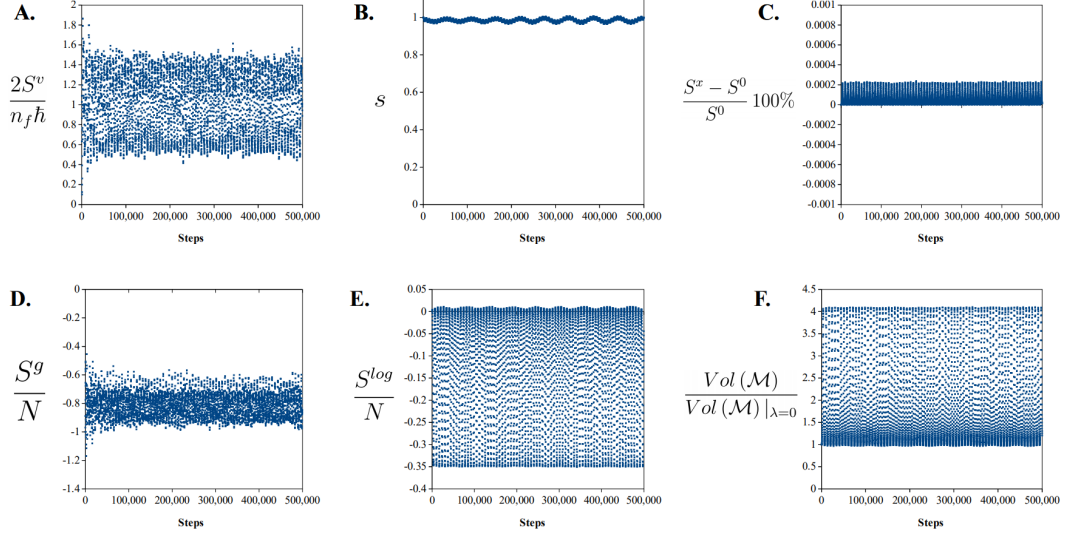 A.
2
1.8
1.6
1.4
1.2
1
0.8
0.6
0.4
0.2
0
2S^v
n_f ħ
0 100,000 200,000 300,000 400,000 500,000
Steps
B.
1
0.8
0.6
0.4
0.2
0
s
0 100,000 200,000 300,000 400,000 500,000
Steps
C.
0.001
0.0008
0.0006
0.0004
0.0002
0
-0.0002
-0.0004
-0.0006
-0.0008
-0.001
S^x − S^0
S^0
100%
0 100,000 200,000 300,000 400,000 500,000
Steps
D.
0
-0.2
-0.4
-0.6
-0.8
-1
-1.2
-1.4
S^g
N
0 100,000 200,000 300,000 400,000 500,000
Steps
E.
0.05
0
-0.05
-0.1
-0.15
-0.2
-0.25
-0.3
-0.35
-0.4
S^log
N
0 100,000 200,000 300,000 400,000 500,000
Steps
F.
4.5
4
3.5
3
2.5
2
1.5
1
0.5
0
Vol (M)
Vol (M) |λ=0
0 100,000 200,000 300,000 400,000 500,000
Steps